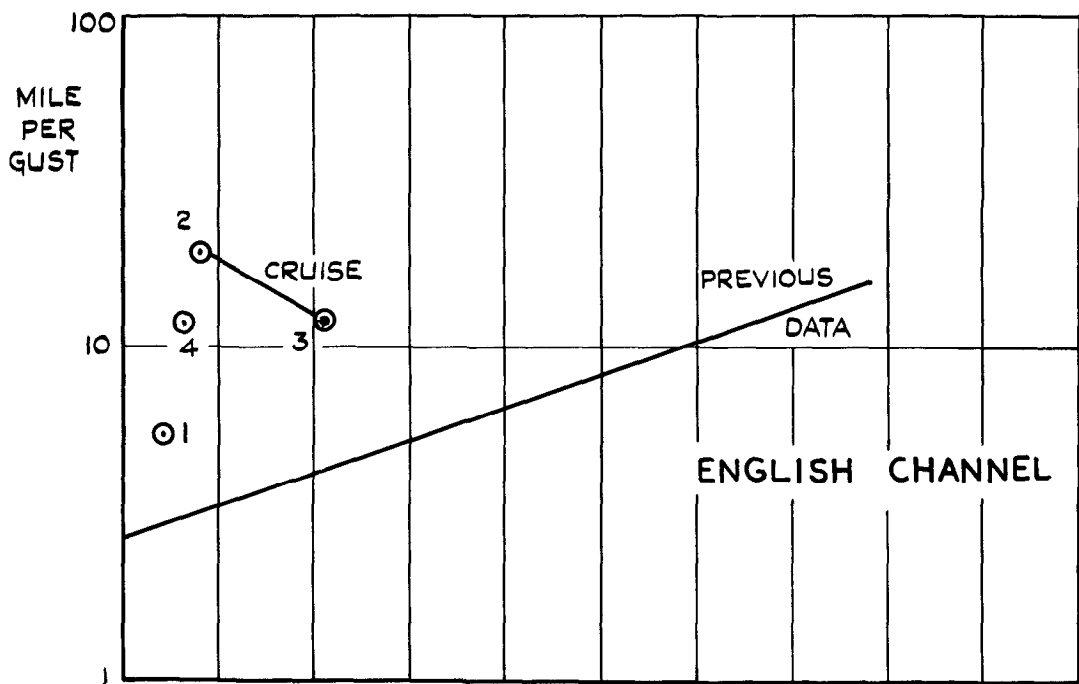 100
MILE
PER
GUST
2
CRUISE
PREVIOUS
DATA
4
3
10
1
ENGLISH CHANNEL
1